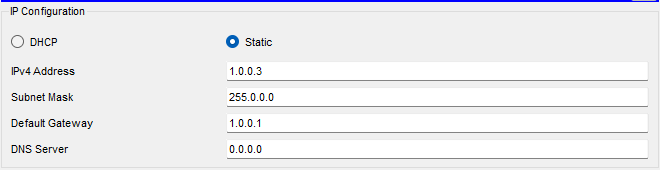 IP Configuration
DHCP Static
IPv4 Address 1.0.0.3
Subnet Mask 255.0.0.0
Default Gateway 1.0.0.1
DNS Server 0.0.0.0